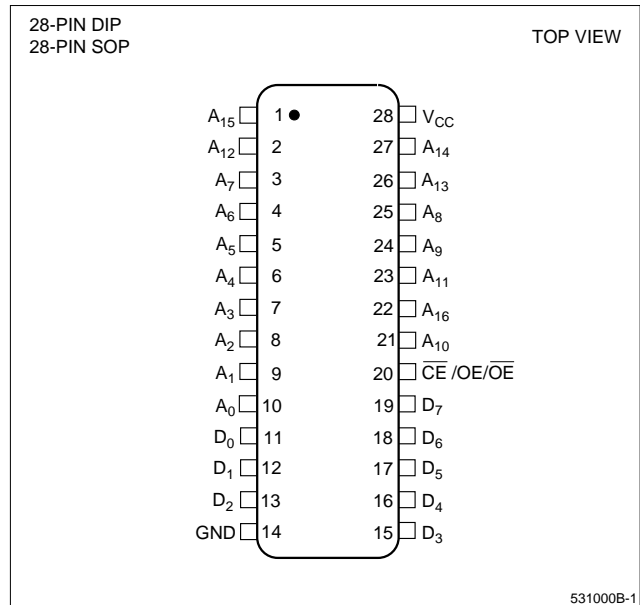 28-PIN DIP
28-PIN SOP
TOP VIEW
A15 1 28 VCC
A12 2 27 A14
A7 3 26 A13
A6 4 25 A8
A5 5 24 A9
A4 6 23 A11
A3 7 22 A16
A2 8 21 A10
A1 9 20 C̅E̅ /OE/O̅E̅
A0 10 19 D7
D0 11 18 D6
D1 12 17 D5
D2 13 16 D4
GND 14 15 D3
531000B-1